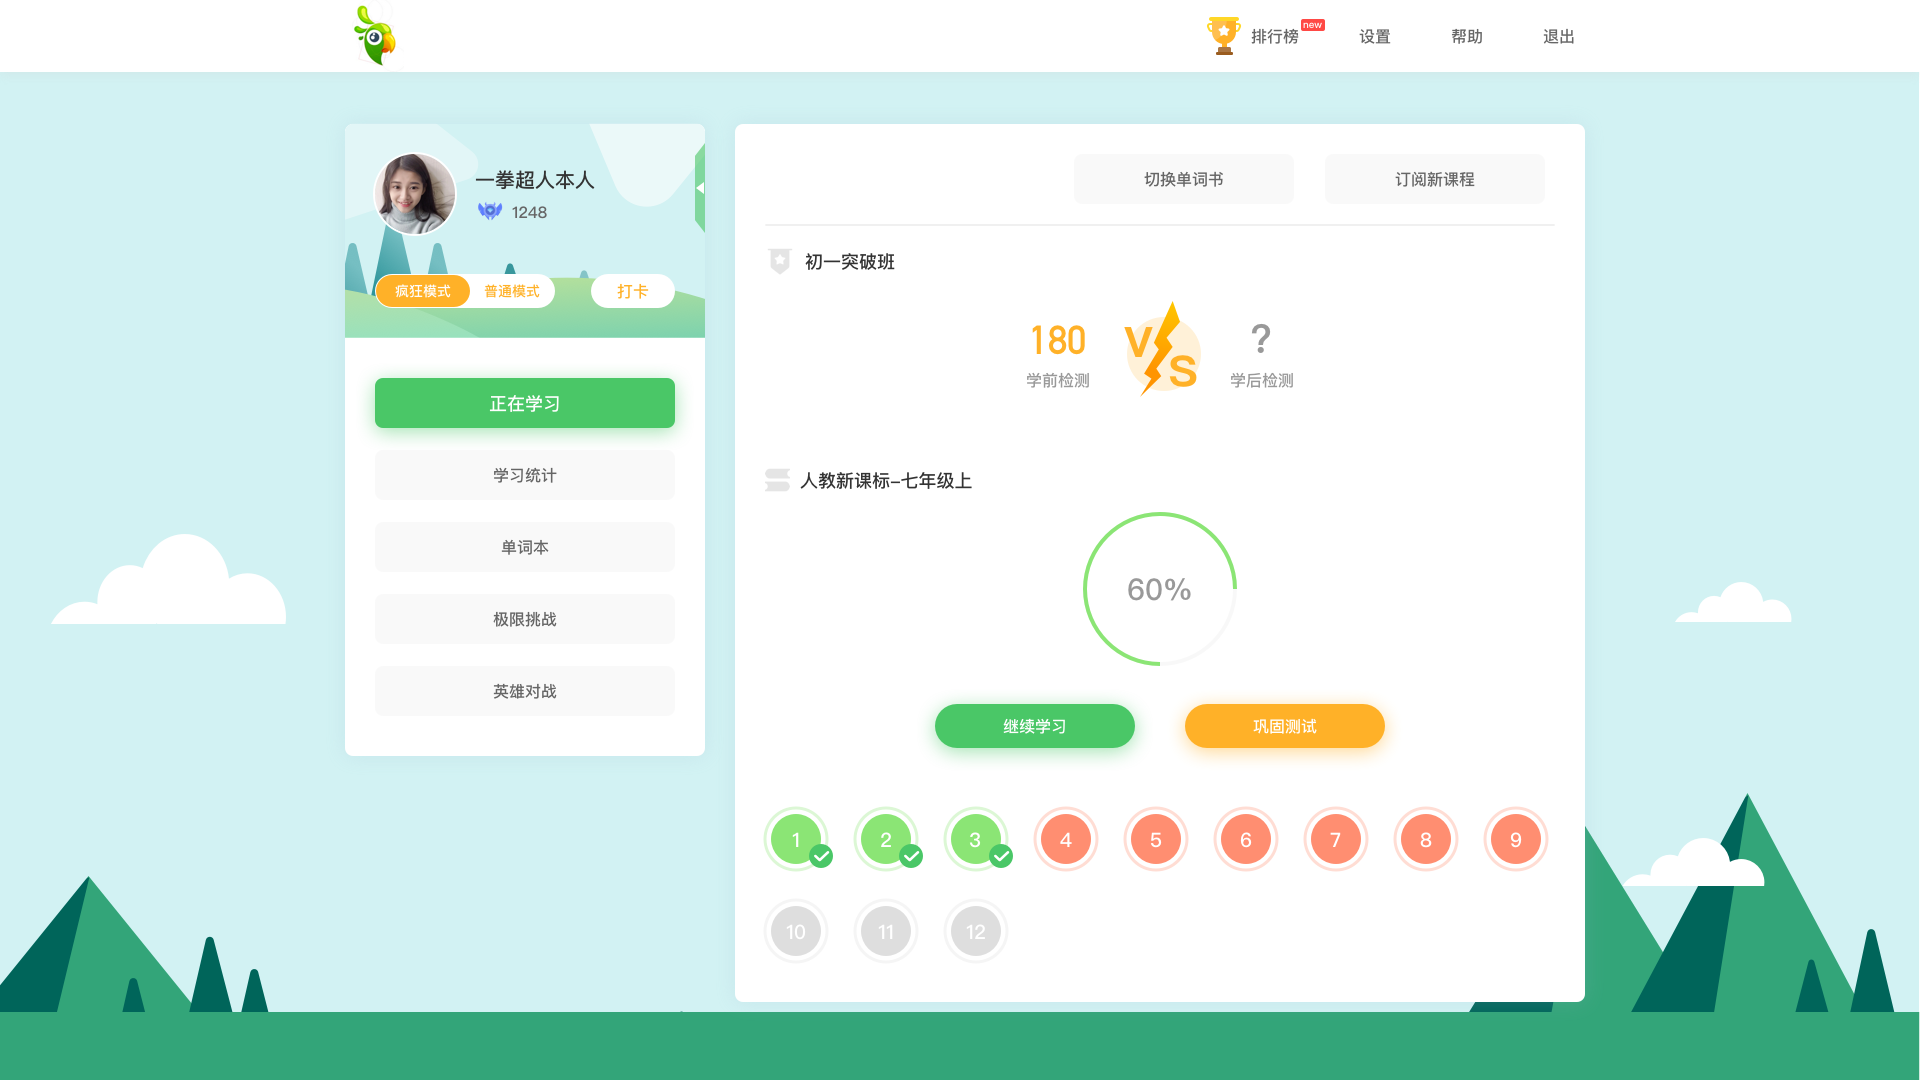 排行榜
new
设置
帮助
退出
一拳超人本人
1248
疯狂模式
普通模式
打卡
正在学习
学习统计
单词本
极限挑战
英雄对战
切换单词书
订阅新课程
初一突破班
180
VS
?
学前检测
学后检测
人教新课标-七年级上
60%
继续学习
巩固测试
1
2
3
4
5
6
7
8
9
10
11
12